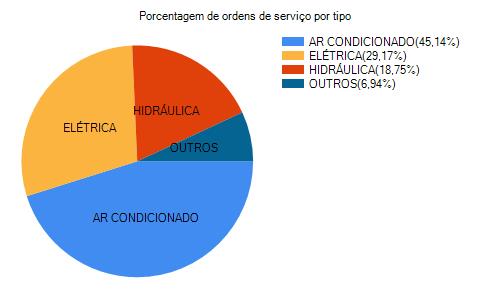 Porcentagem de ordens de serviço por tipo
AR CONDICIONADO(45,14%)
ELÉTRICA(29,17%)
HIDRÁULICA(18,75%)
OUTROS(6,94%)
HIDRÁULICA
ELÉTRICA
OUTROS
AR CONDICIONADO